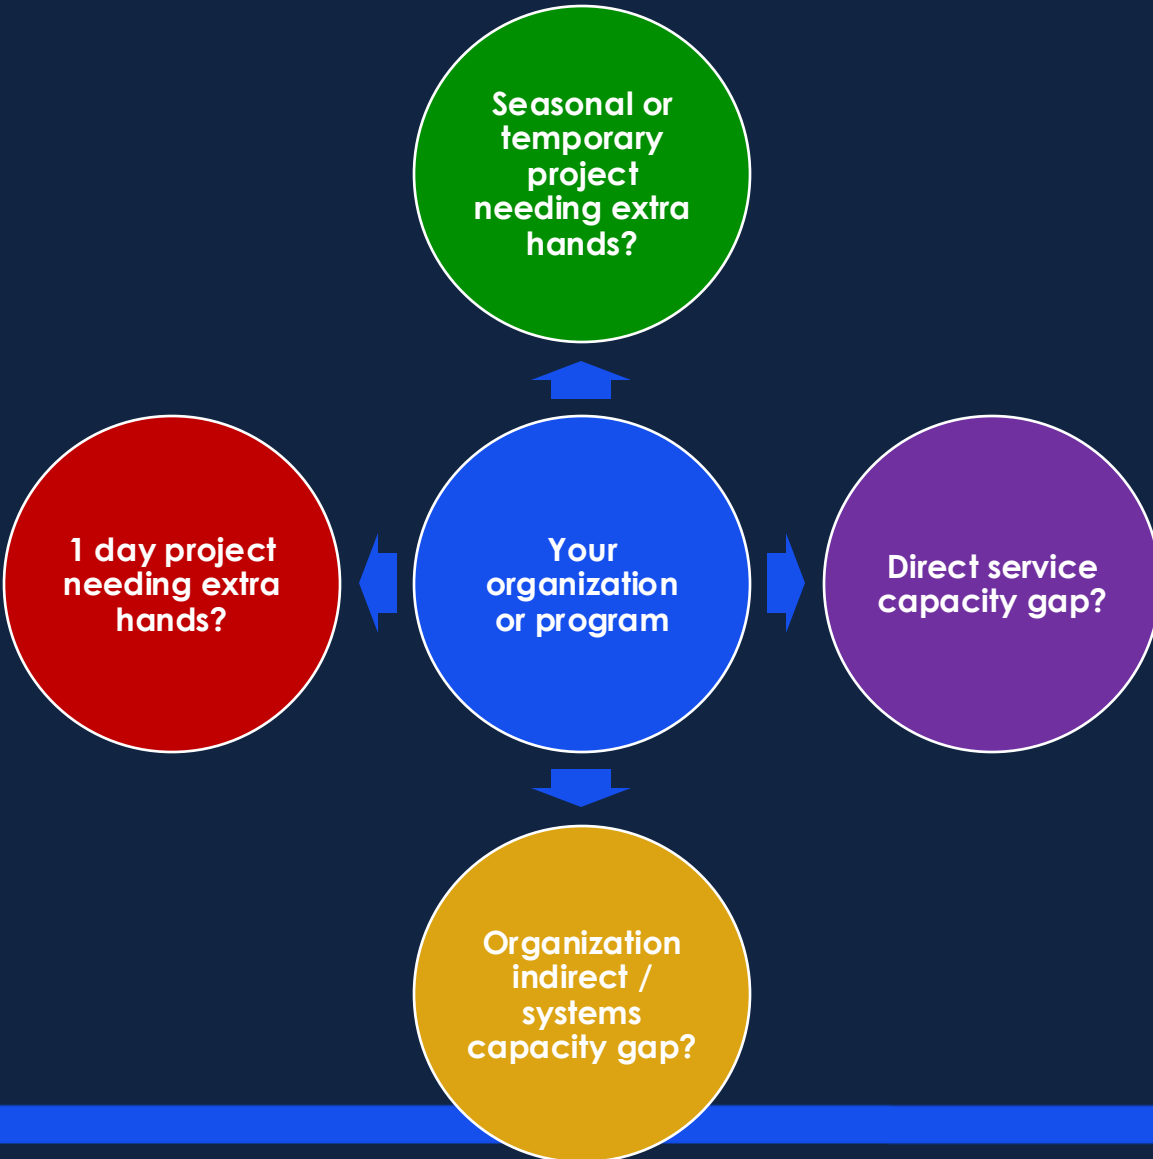 Seasonal or
temporary
project
needing extra
hands?
1 day project
needing extra
hands?
Your
organization
or program
Direct service
capacity gap?
Organization
indirect /
systems
capacity gap?